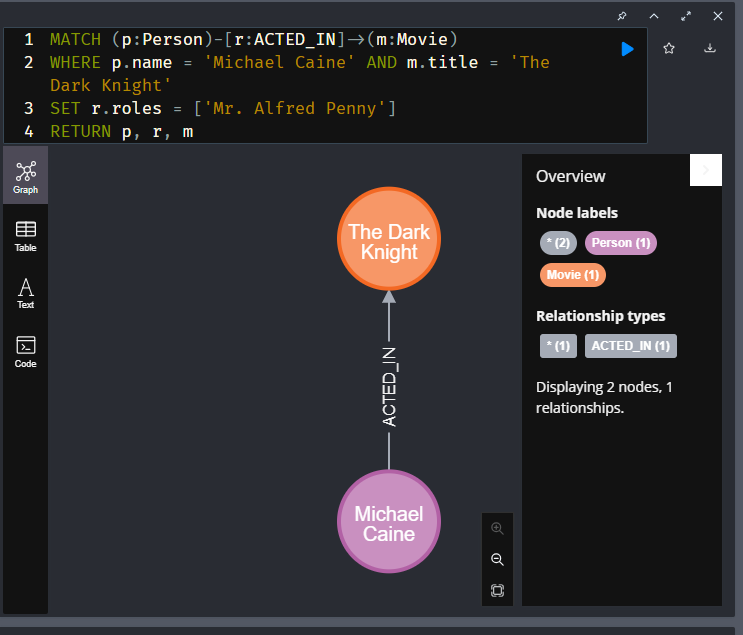 1 MATCH (p:Person)-[r:ACTED_IN]->(m:Movie)
2 WHERE p.name = 'Michael Caine' AND m.title = 'The
Dark Knight'
3 SET r.roles = ['Mr. Alfred Penny']
4 RETURN p, r, m
Graph
Table
A
Text
Code
The Dark
Knight
ACTED_IN
Michael
Caine
Overview
Node labels
* (2) Person (1)
Movie (1)
Relationship types
* (1) ACTED_IN (1)
Displaying 2 nodes, 1
relationships.